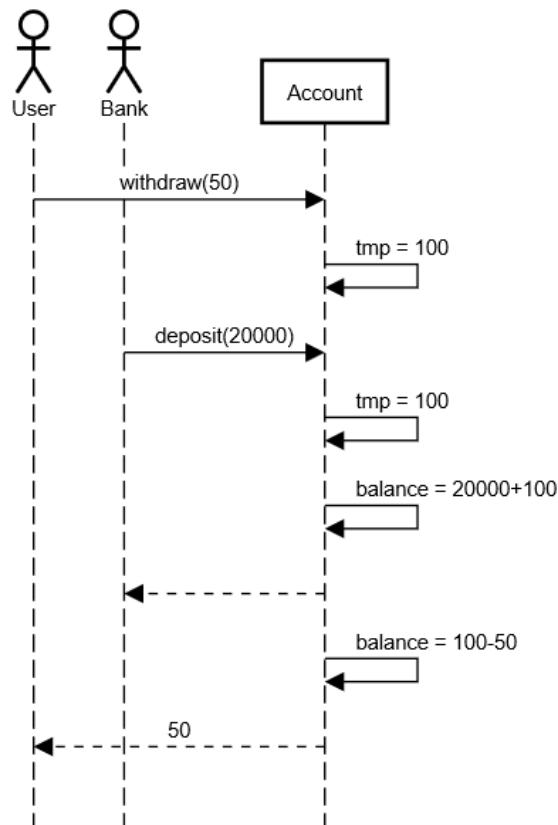 User
Bank
Account
withdraw(50)
tmp = 100
deposit(20000)
tmp = 100
balance = 20000+100
balance = 100-50
50